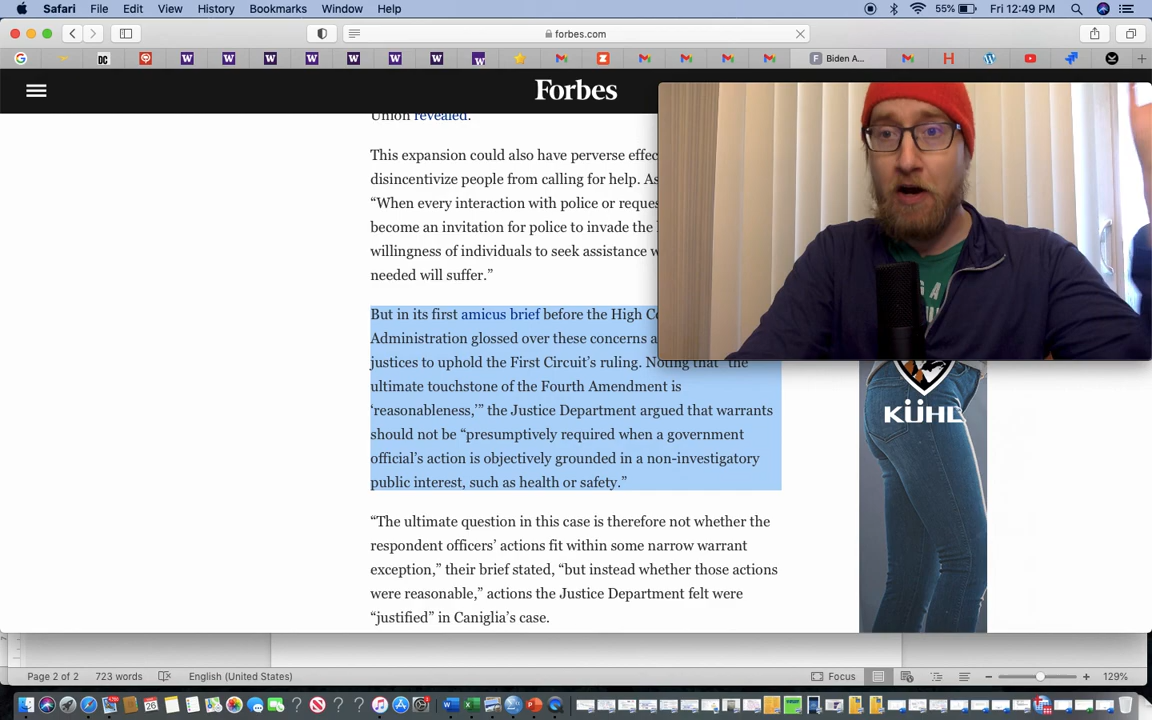 Safari File Edit View History Bookmarks Window Help 55% Fri 12:49 PM
forbes.com
Biden A...
Forbes
Union revealed.
This expansion could also have perverse effec
disincentivize people from calling for help. As
“When every interaction with police or reques
become an invitation for police to invade the
willingness of individuals to seek assistance w
needed will suffer.”
But in its first amicus brief before the High Co
Administration glossed over these concerns a
justices to uphold the First Circuit’s ruling. Noting that “the
ultimate touchstone of the Fourth Amendment is
‘reasonableness,’” the Justice Department argued that warrants
should not be “presumptively required when a government
official’s action is objectively grounded in a non-investigatory
public interest, such as health or safety.”
“The ultimate question in this case is therefore not whether the
respondent officers’ actions fit within some narrow warrant
exception,” their brief stated, “but instead whether those actions
were reasonable,” actions the Justice Department felt were
“justified” in Caniglia’s case.
KÜHL
Page 2 of 2 723 words English (United States) Focus 129%